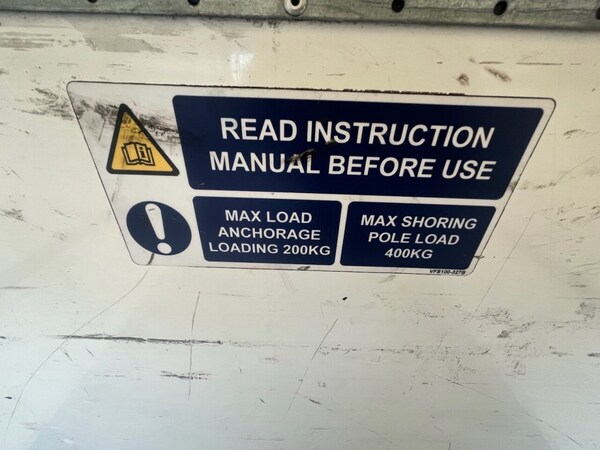 READ INSTRUCTION
MANUAL BEFORE USE
MAX LOAD
ANCHORAGE
LOADING 200KG
MAX SHORING
POLE LOAD
400KG